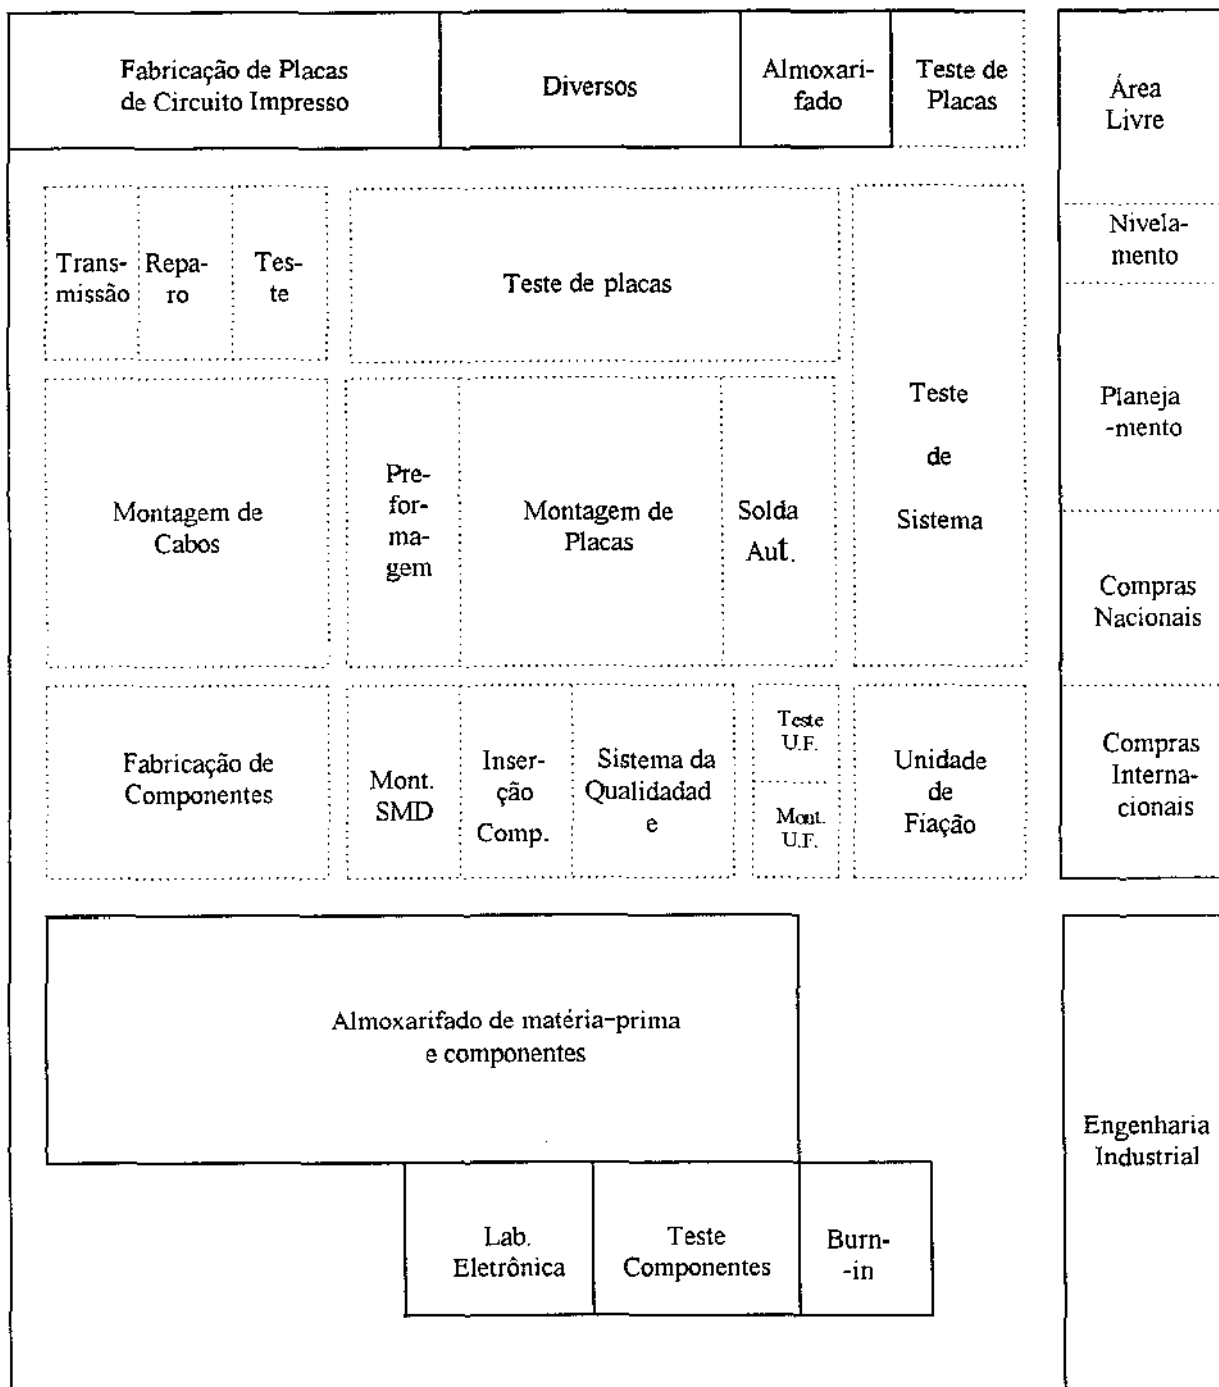 Fabricação de Placas
de Circuito Impresso
Diversos
Almoxari-
fado
Teste de
Placas
Área
Livre
Trans-
missão
Repa-
ro
Tes-
te
Teste de placas
Teste
de
Sistema
Nivela-
mento
Planeja
-mento
Montagem de
Cabos
Pre-
for-
ma-
gem
Montagem de
Placas
Solda
Aut.
Compras
Nacionais
Fabricação de
Componentes
Mont.
SMD
Inser-
ção
Comp.
Sistema da
Qualidadad
e
Teste
U.F.
Mont.
U.F.
Unidade
de
Fiação
Compras
Interna-
cionais
Almoxarifado de matéria-prima
e componentes
Engenharia
Industrial
Lab.
Eletrônica
Teste
Componentes
Burn-
-in